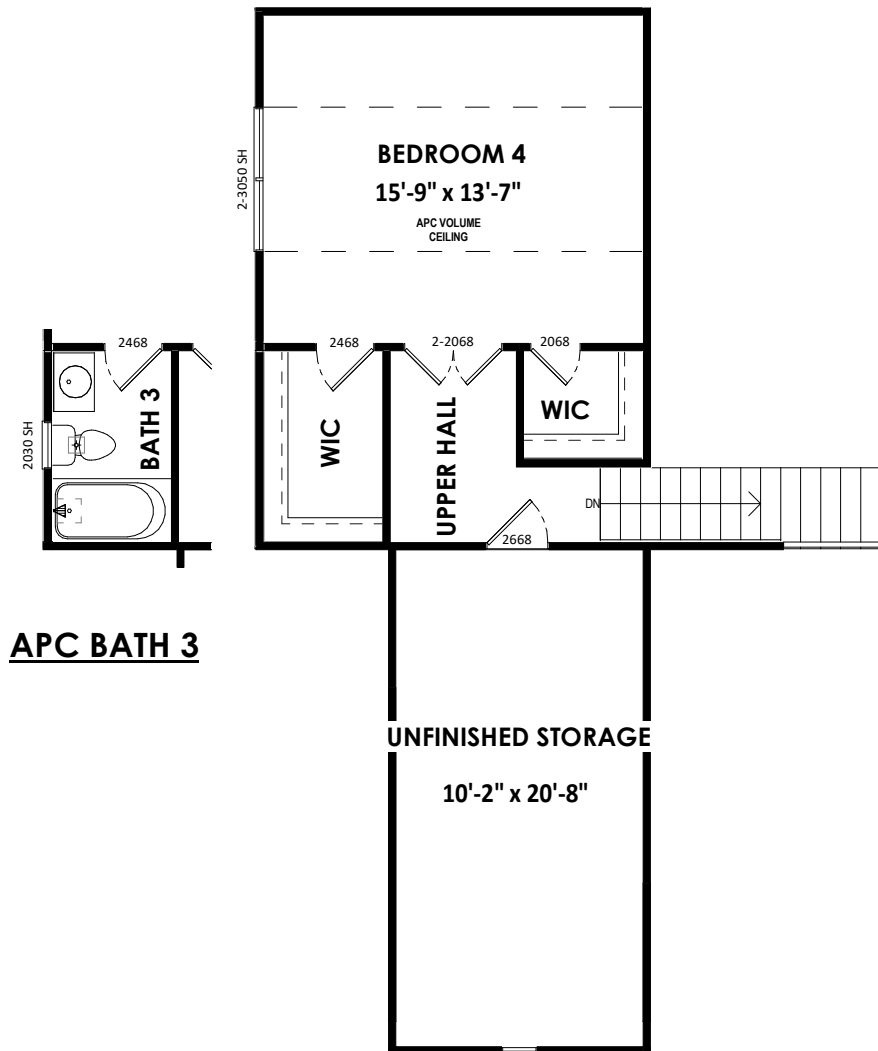 2-3050 SH
BEDROOM 4
15'-9" x 13'-7"
APC VOLUME
CEILING
2468
2468
2-2068
2068
2030 SH
BATH 3
WIC
UPPER HALL
WIC
DN
2668
APC BATH 3
UNFINISHED STORAGE
10'-2" x 20'-8"